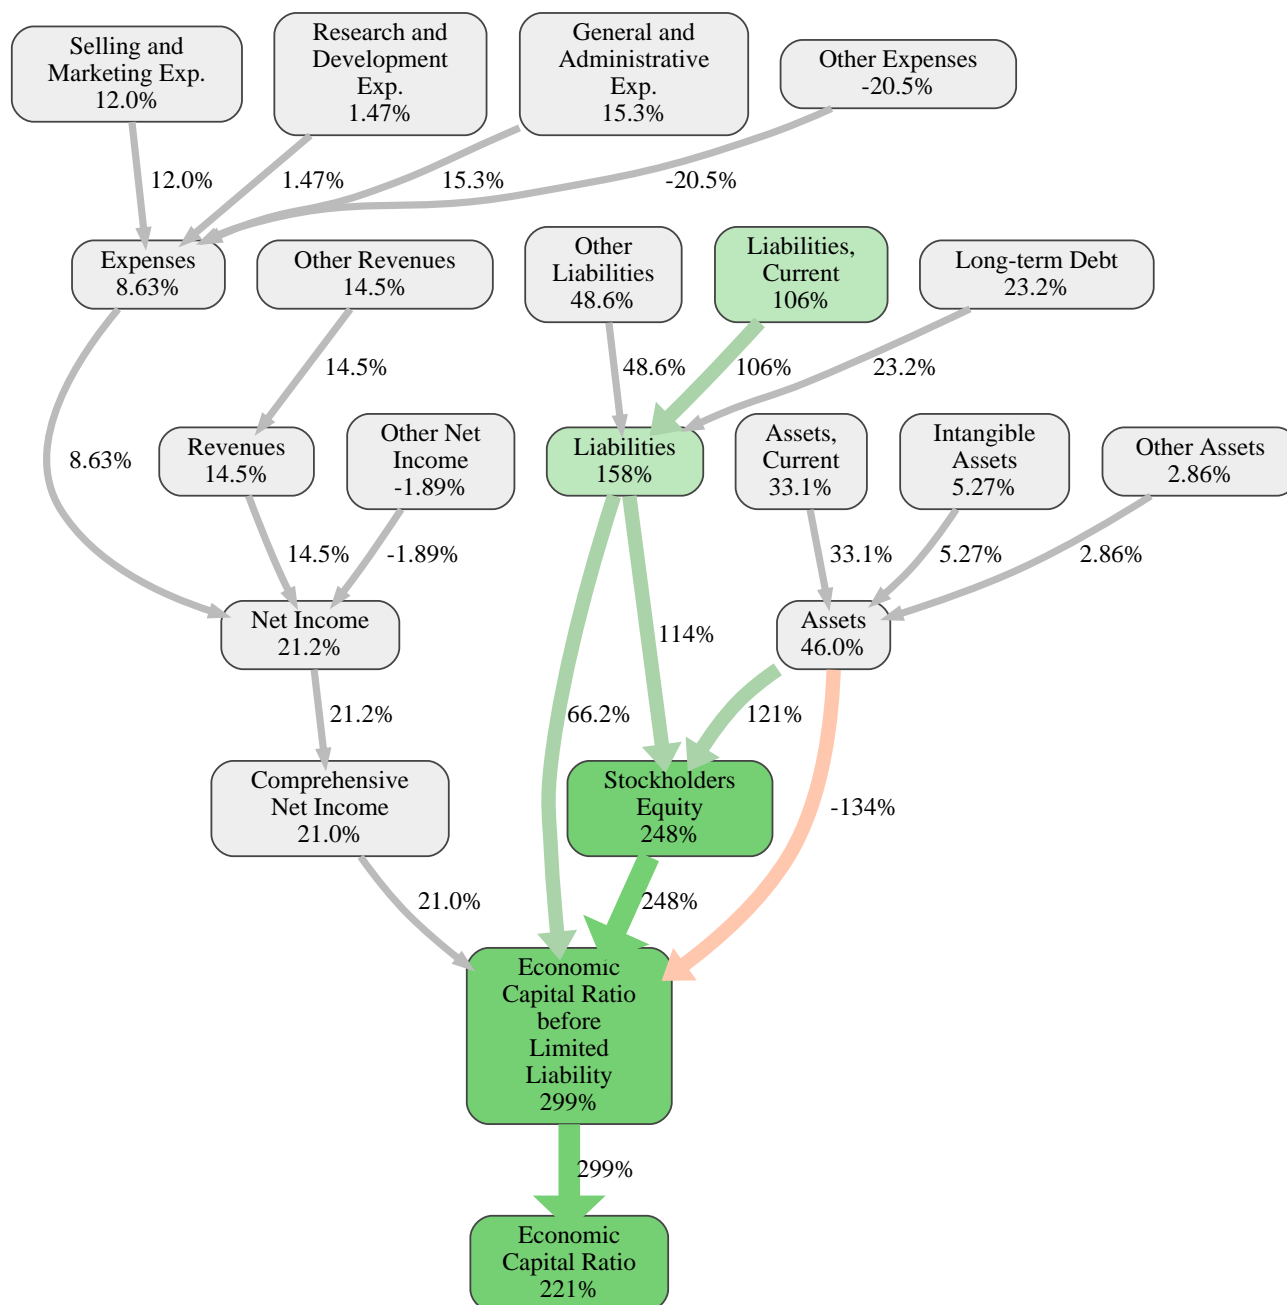 Selling and
Marketing Exp.
12.0%
Research and
Development
Exp.
1.47%
General and
Administrative
Exp.
15.3%
Other Expenses
-20.5%
12.0%
1.47%
15.3%
-20.5%
Expenses
8.63%
Other Revenues
14.5%
Other
Liabilities
48.6%
Liabilities,
Current
106%
Long-term Debt
23.2%
14.5%
48.6%
106%
23.2%
8.63%
Revenues
14.5%
Other Net
Income
-1.89%
Liabilities
158%
Assets,
Current
33.1%
Intangible
Assets
5.27%
Other Assets
2.86%
14.5%
-1.89%
33.1%
5.27%
2.86%
Net Income
21.2%
114%
Assets
46.0%
21.2%
66.2%
121%
Comprehensive
Net Income
21.0%
Stockholders
Equity
248%
-134%
21.0%
248%
Economic
Capital Ratio
before
Limited
Liability
299%
299%
Economic
Capital Ratio
221%